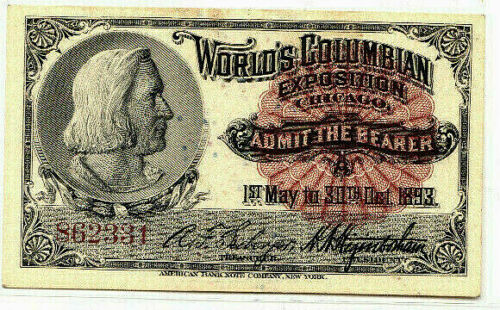 WORLD'S COLUMBIAN
EXPOSITION
CHICAGO,
ADMIT THE BEARER
A
1ST MAY to 30TH Oct. 1893.
862331
TREASURER
PRESIDENT
AMERICAN BANK NOTE COMPANY, NEW YORK.